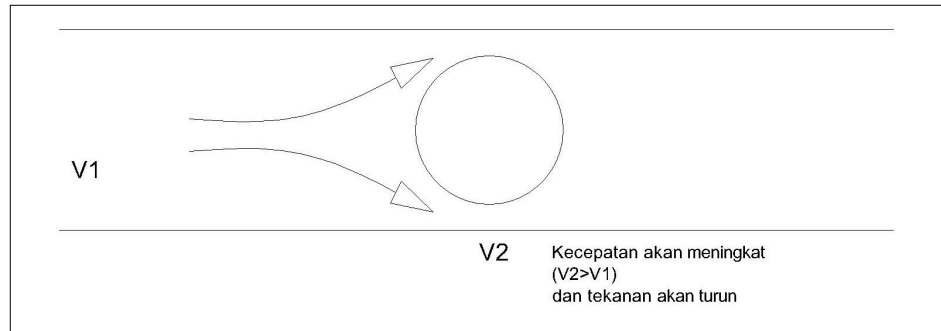 V1
V2
Kecepatan akan meningkat
(V2>V1)
dan tekanan akan turun